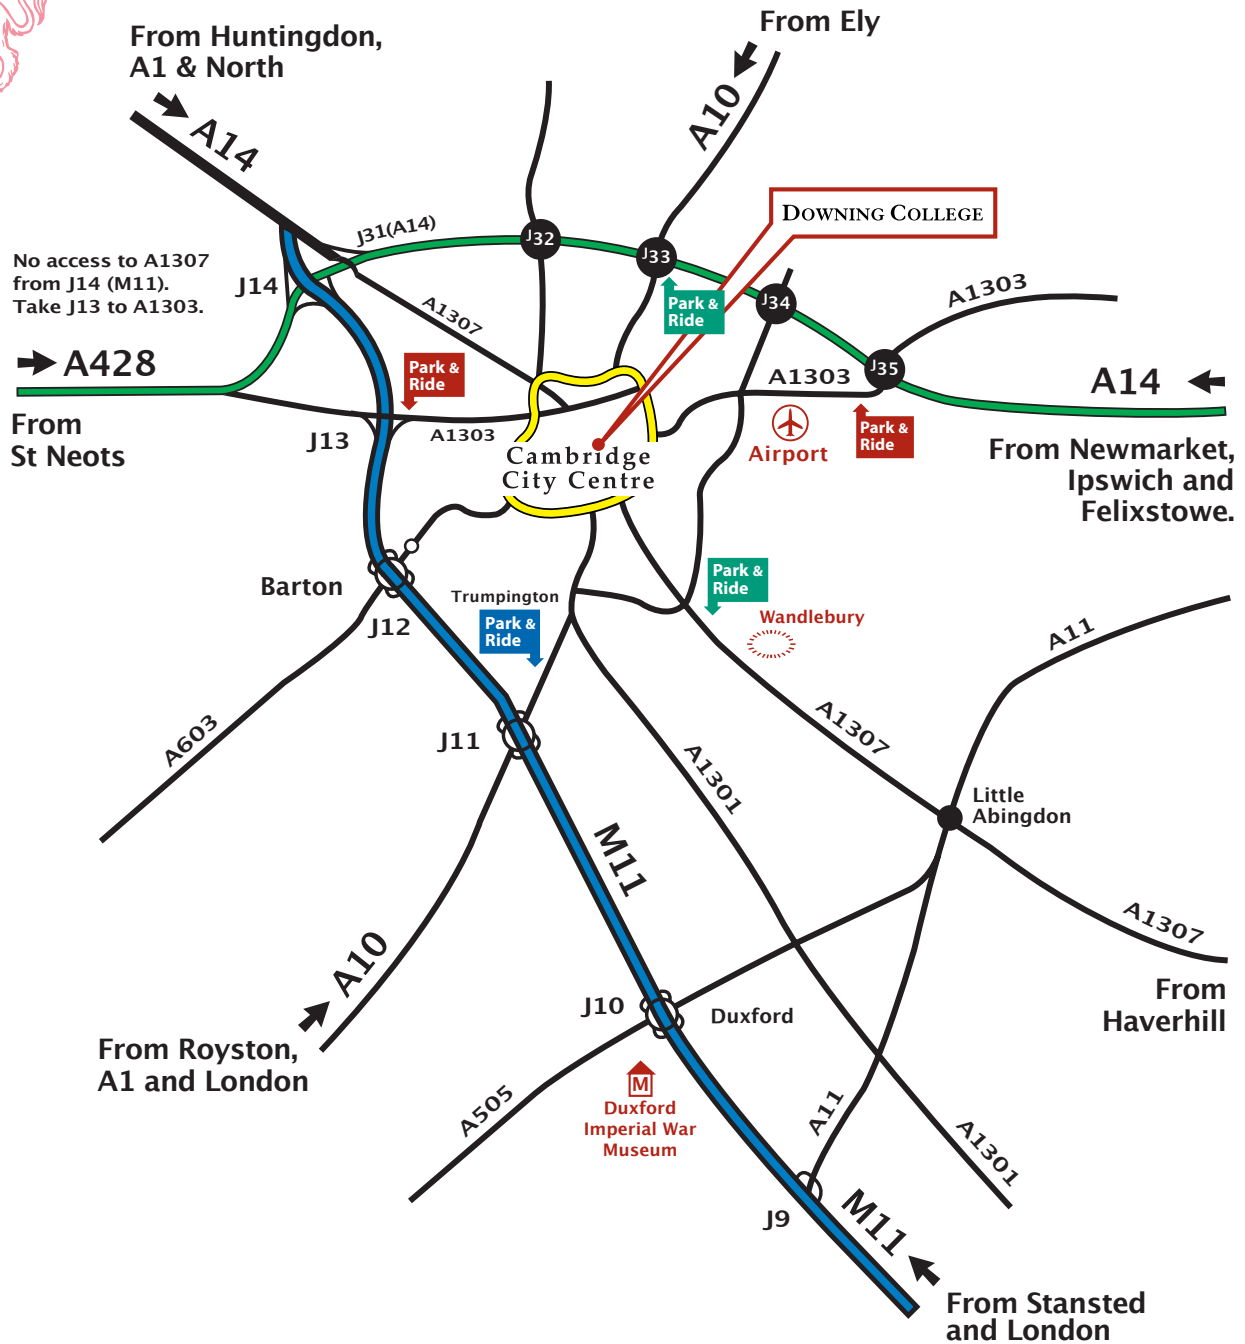 From Huntingdon,
A1 & North
From Ely
A14
A10
DOWNING COLLEGE
J31(A14)
J32
J33
No access to A1307
from J14 (M11).
Take J13 to A1303.
J14
A1307
Park &
Ride
J34
A1303
A428
Park &
Ride
A1303
J35
A14
From
St Neots
J13
A1303
Airport
Park &
Ride
From Newmarket,
Ipswich and
Felixstowe.
Cambridge
City Centre
Barton
J12
Trumpington
Park &
Ride
Park &
Ride
Wandlebury
A11
A603
J11
A1301
A1307
Little
Abingdon
M11
A10
A1307
From
Haverhill
J10
Duxford
From Royston,
A1 and London
M
Duxford
Imperial War
Museum
A505
A11
A1301
J9
M11
From Stansted
and London